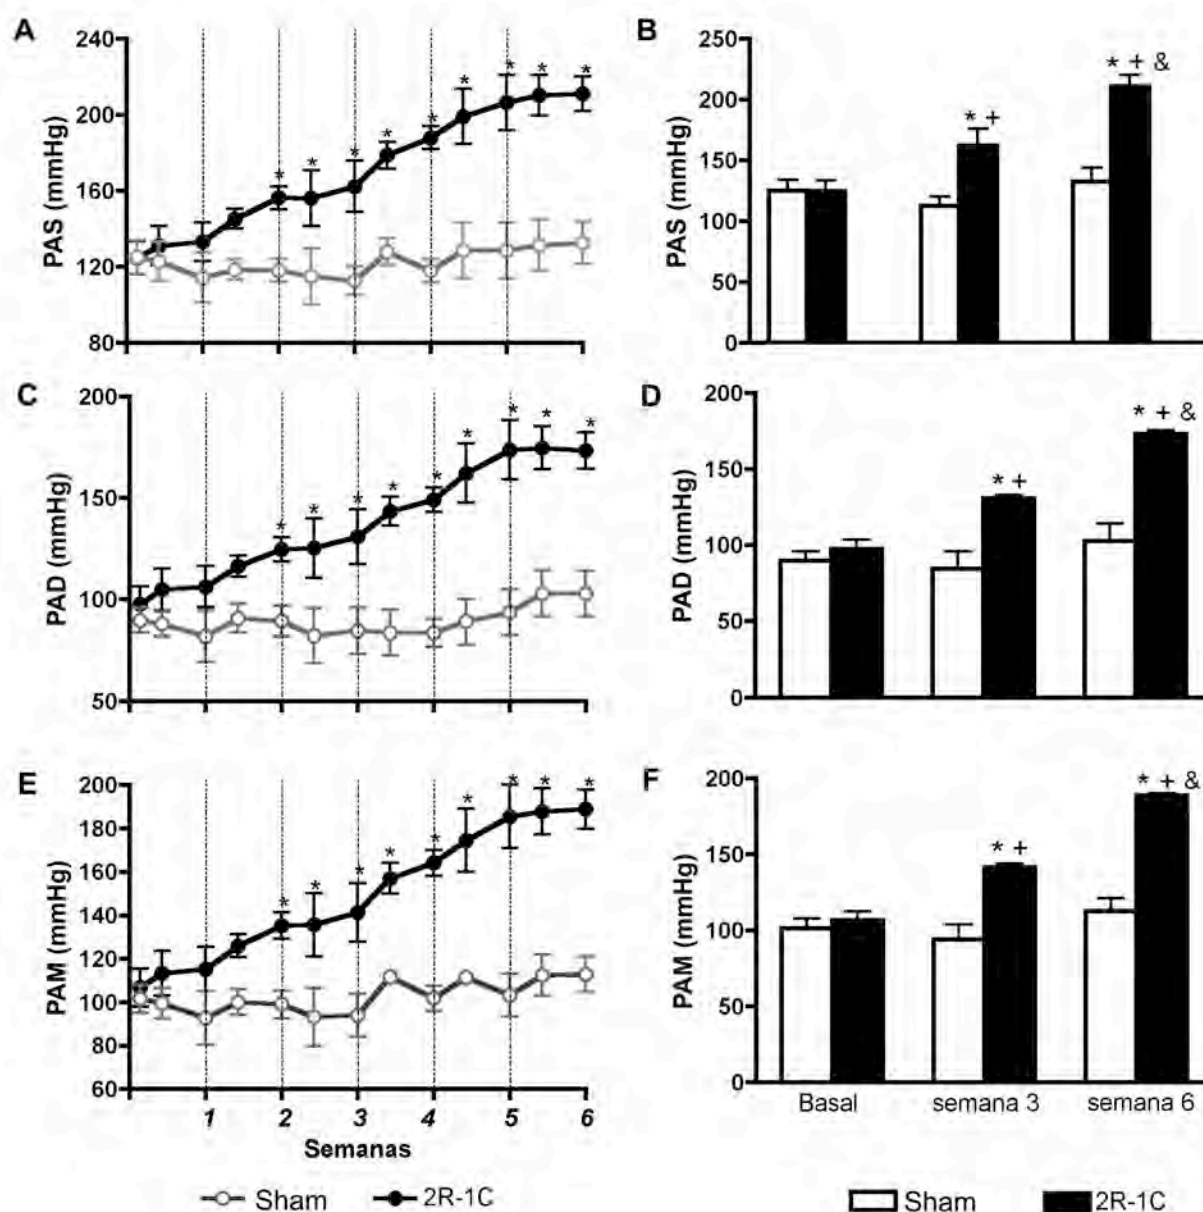 A
PAS (mmHg)
240
200
160
120
80
* * * * * * * * *
B
PAS (mmHg)
250
200
150
100
50
0
* +
* + &
C
PAD (mmHg)
200
150
100
50
* * * * * * * * *
D
PAD (mmHg)
200
150
100
50
0
* +
* + &
E
PAM (mmHg)
200
180
160
140
120
100
80
60
* * * * * * * * *
1 2 3 4 5 6
Semanas
Sham 2R-1C
F
PAM (mmHg)
200
150
100
50
0
* +
* + &
Basal semana 3 semana 6
Sham 2R-1C